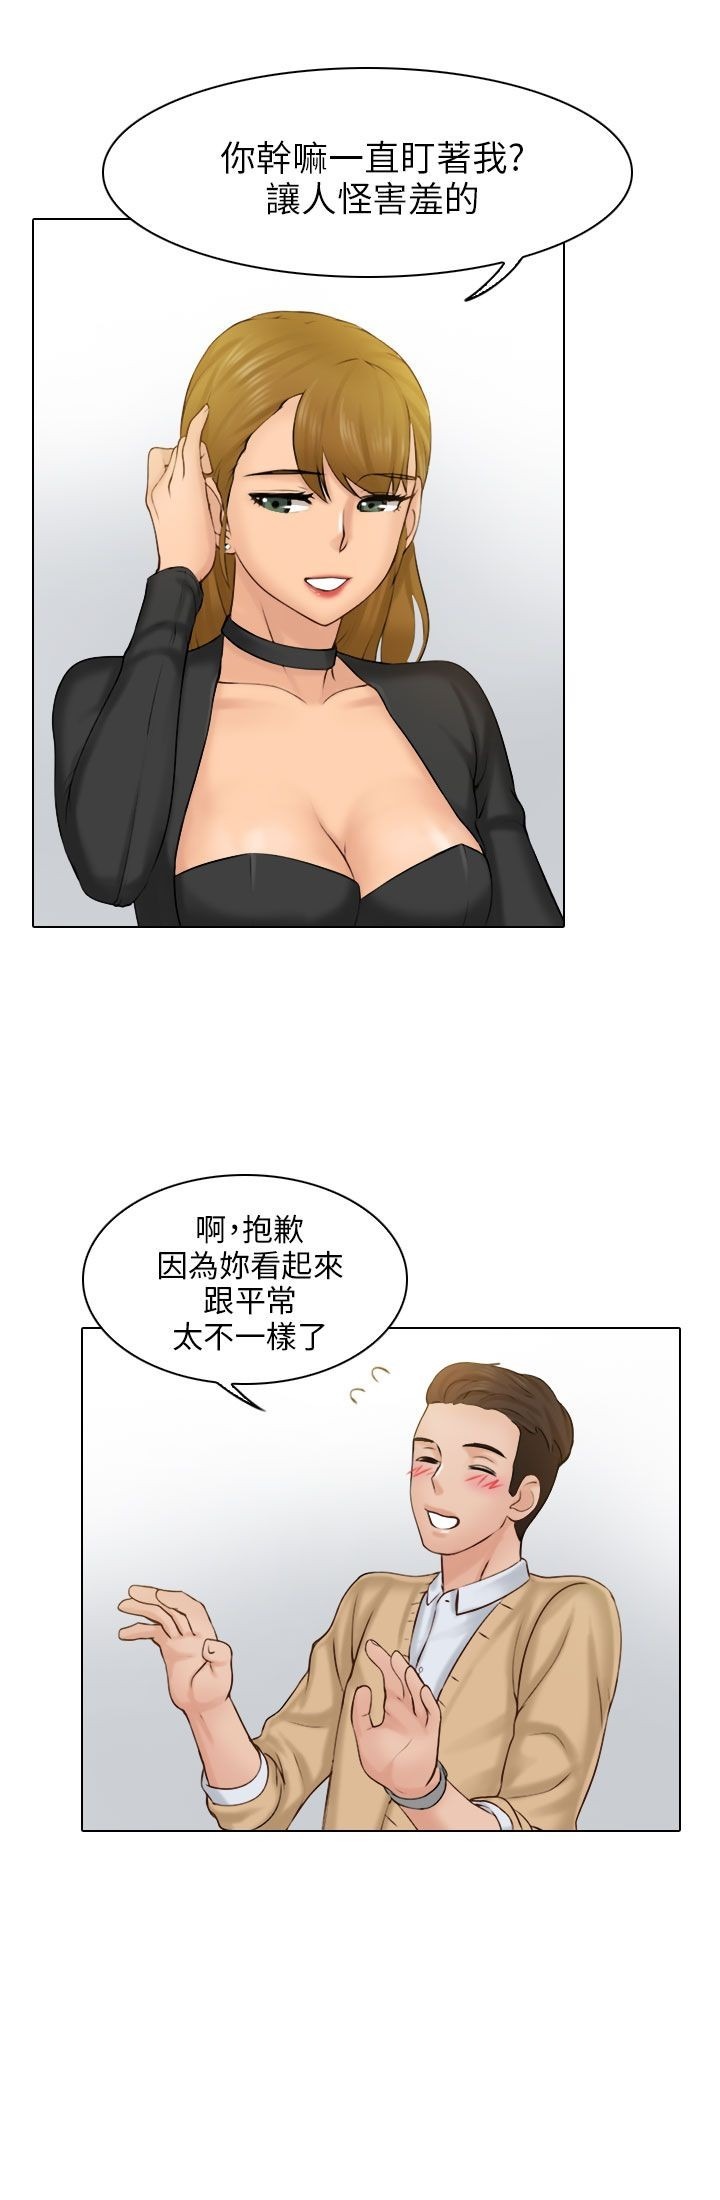 你幹嘛一直盯著我?
讓人怪害羞的
啊,抱歉
因為妳看起來
跟平常
太不一樣了